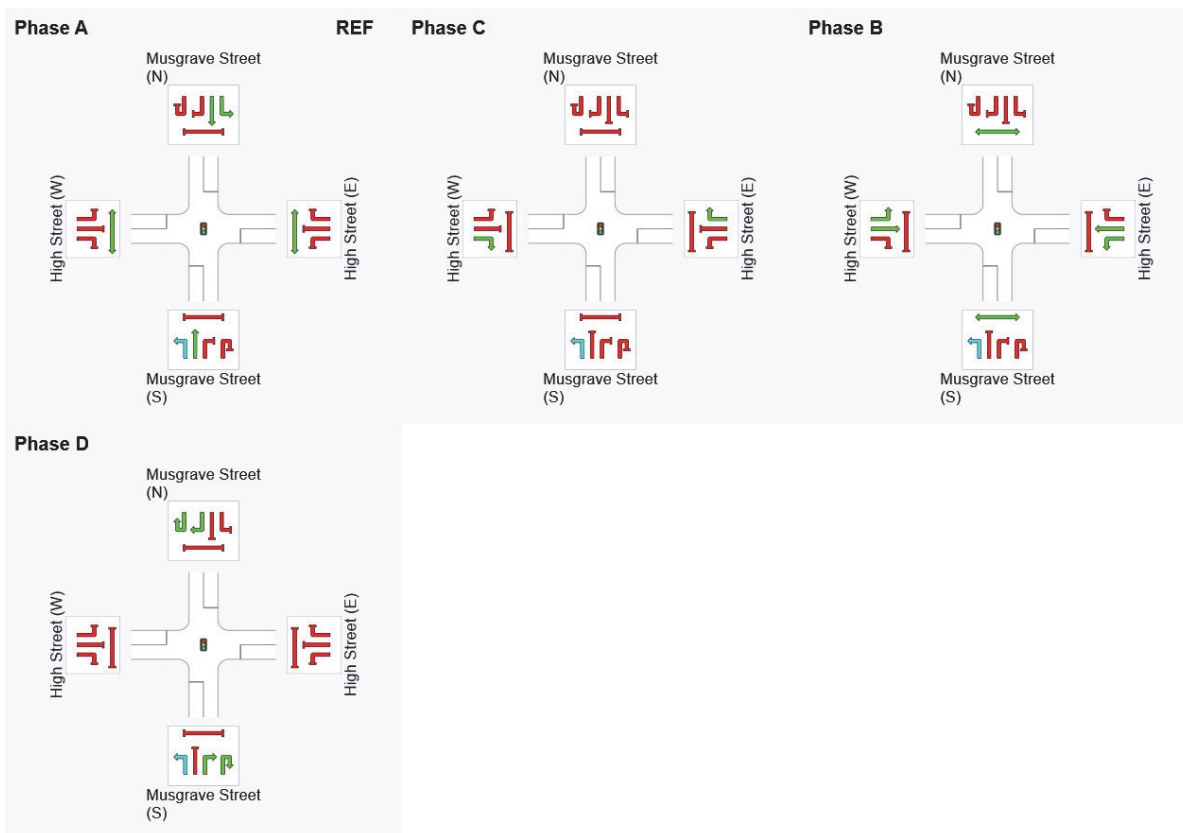 Phase A
REF
Musgrave Street
(N)
High Street (W)
High Street (E)
Musgrave Street
(S)
Phase C
Musgrave Street
(N)
High Street (W)
High Street (E)
Musgrave Street
(S)
Phase B
Musgrave Street
(N)
High Street (W)
High Street (E)
Musgrave Street
(S)
Phase D
Musgrave Street
(N)
High Street (W)
High Street (E)
Musgrave Street
(S)